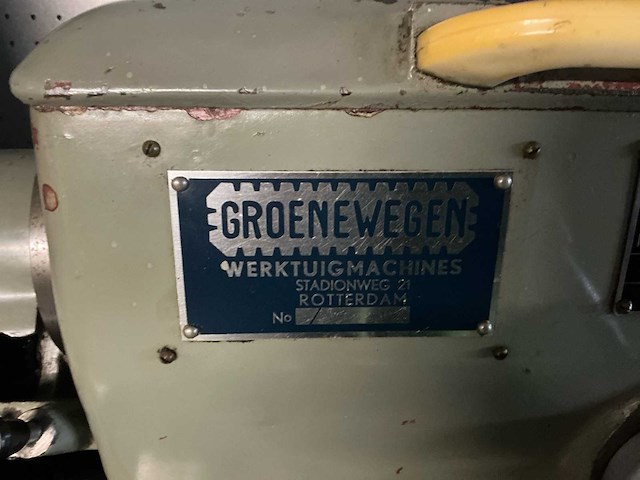 GROENEWEGEN
WERKTUIGMACHINES
STADIONWEG 21
ROTTERDAM
No